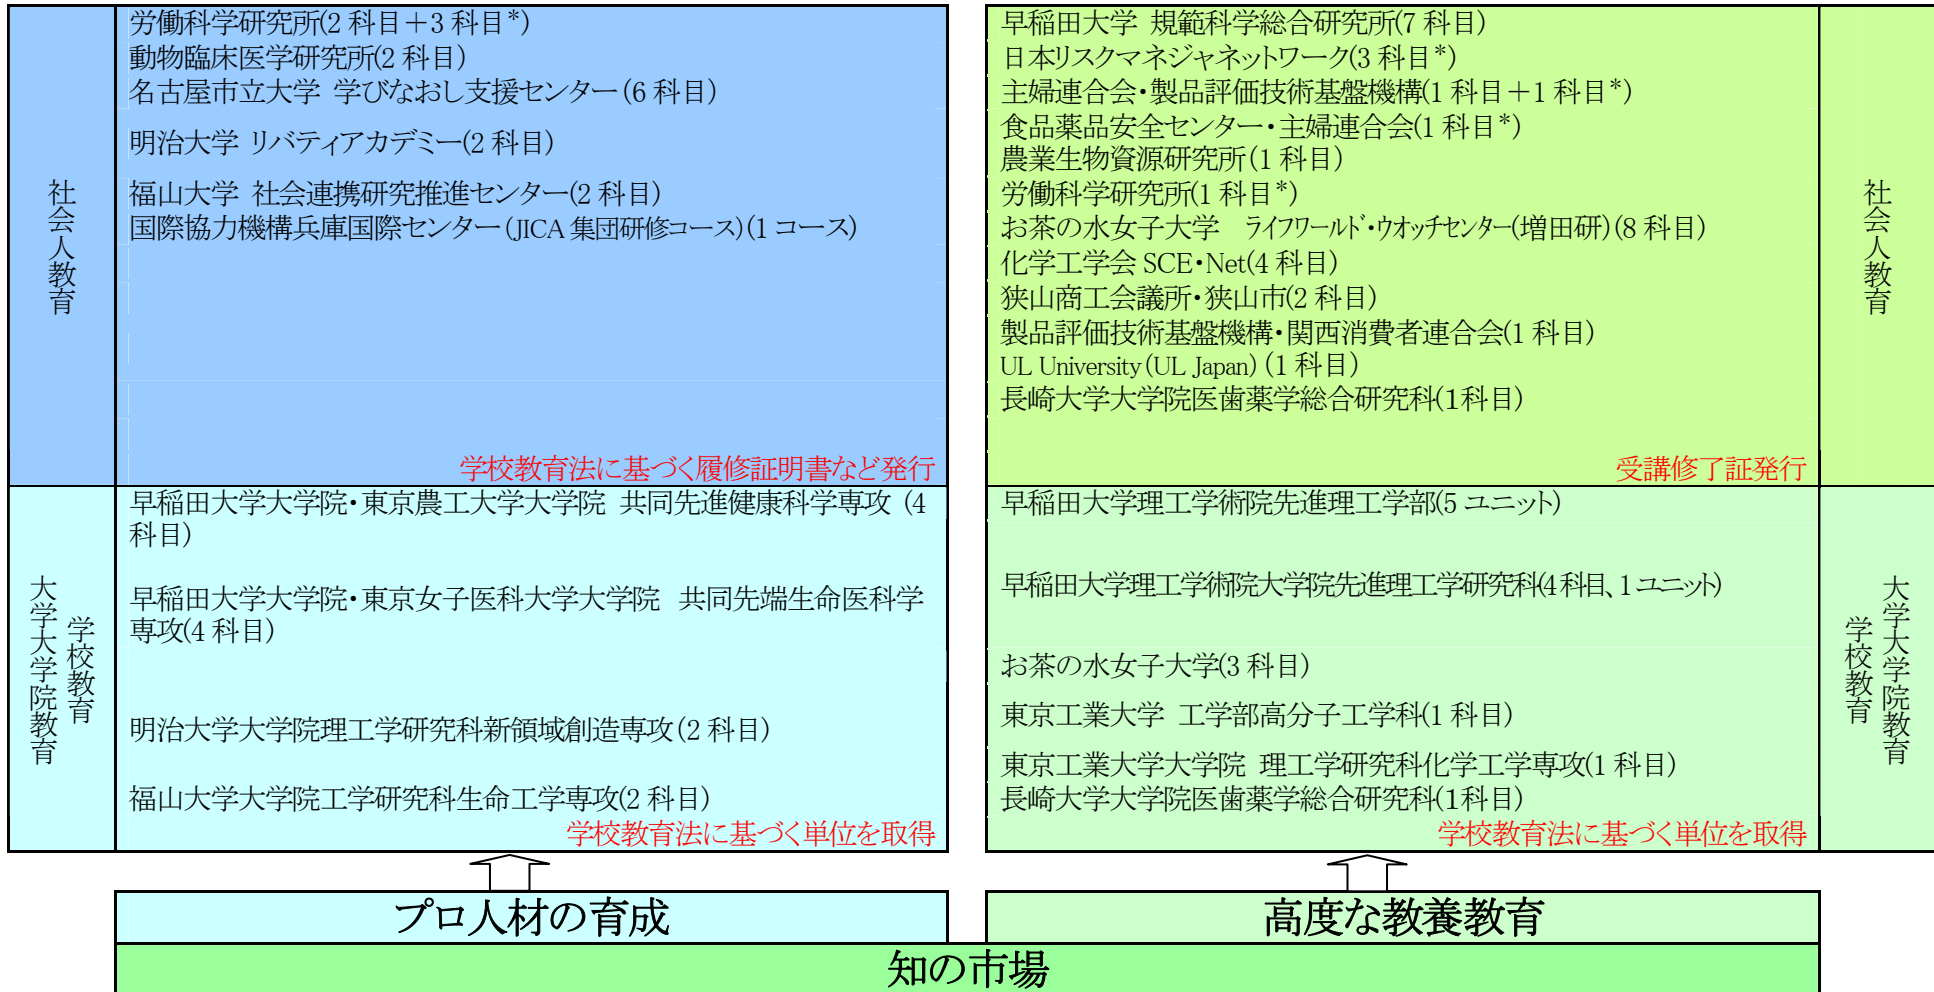 社会人教育
労働科学研究所(2 科目＋3 科目*)
動物臨床医学研究所(2 科目)
名古屋市立大学 学びなおし支援センター(6 科目)
明治大学 リバティアカデミー(2 科目)
福山大学 社会連携研究推進センター(2 科目)
国際協力機構兵庫国際センター(JICA 集団研修コース)(1 コース)
学校教育法に基づく履修証明書など発行
学校教育
大学大学院教育
早稲田大学大学院・東京農工大学大学院 共同先進健康科学専攻 (4
科目)
早稲田大学大学院・東京女子医科大学大学院 共同先端生命医科学
専攻(4 科目)
明治大学大学院理工学研究科新領域創造専攻(2 科目)
福山大学大学院工学研究科生命工学専攻(2 科目)
学校教育法に基づく単位を取得
早稲田大学 規範科学総合研究所(7 科目)
日本リスクマネジャネットワーク(3 科目*)
主婦連合会・製品評価技術基盤機構(1 科目＋1 科目*)
食品薬品安全センター・主婦連合会(1 科目*)
農業生物資源研究所(1 科目)
労働科学研究所(1 科目*)
お茶の水女子大学　ライフワールド・ウオッチセンター(増田研)(8 科目)
化学工学会 SCE・Net(4 科目)
狭山商工会議所・狭山市(2 科目)
製品評価技術基盤機構・関西消費者連合会(1 科目)
UL University(UL Japan) (1 科目)
長崎大学大学院医歯薬学総合研究科(1科目)
受講修了証発行
社会人教育
早稲田大学理工学術院先進理工学部(5 ユニット)
早稲田大学理工学術院大学院先進理工学研究科(4 科目、1 ユニット)
お茶の水女子大学(3 科目)
東京工業大学 工学部高分子工学科(1 科目)
東京工業大学大学院 理工学研究科化学工学専攻(1 科目)
長崎大学大学院医歯薬学総合研究科(1科目)
学校教育法に基づく単位を取得
大学大学院教育
学校教育
プロ人材の育成
高度な教養教育
知の市場